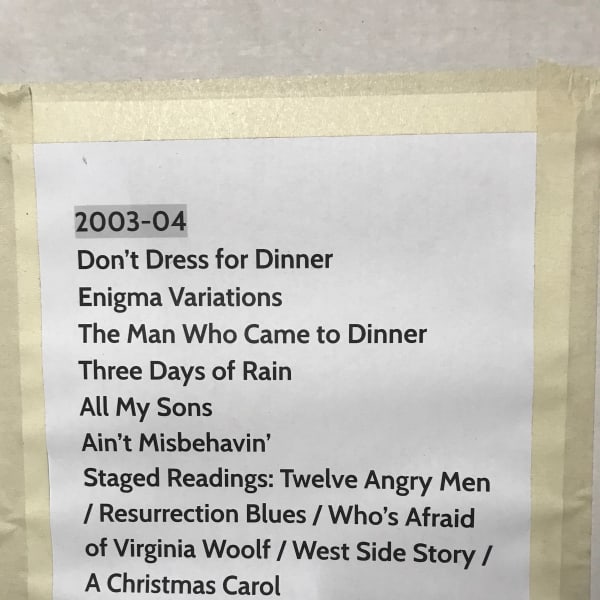 2003-04
Don't Dress for Dinner
Enigma Variations
The Man Who Came to Dinner
Three Days of Rain
All My Sons
Ain't Misbehavin'
Staged Readings: Twelve Angry Men
/ Resurrection Blues / Who's Afraid
of Virginia Woolf / West Side Story /
A Christmas Carol